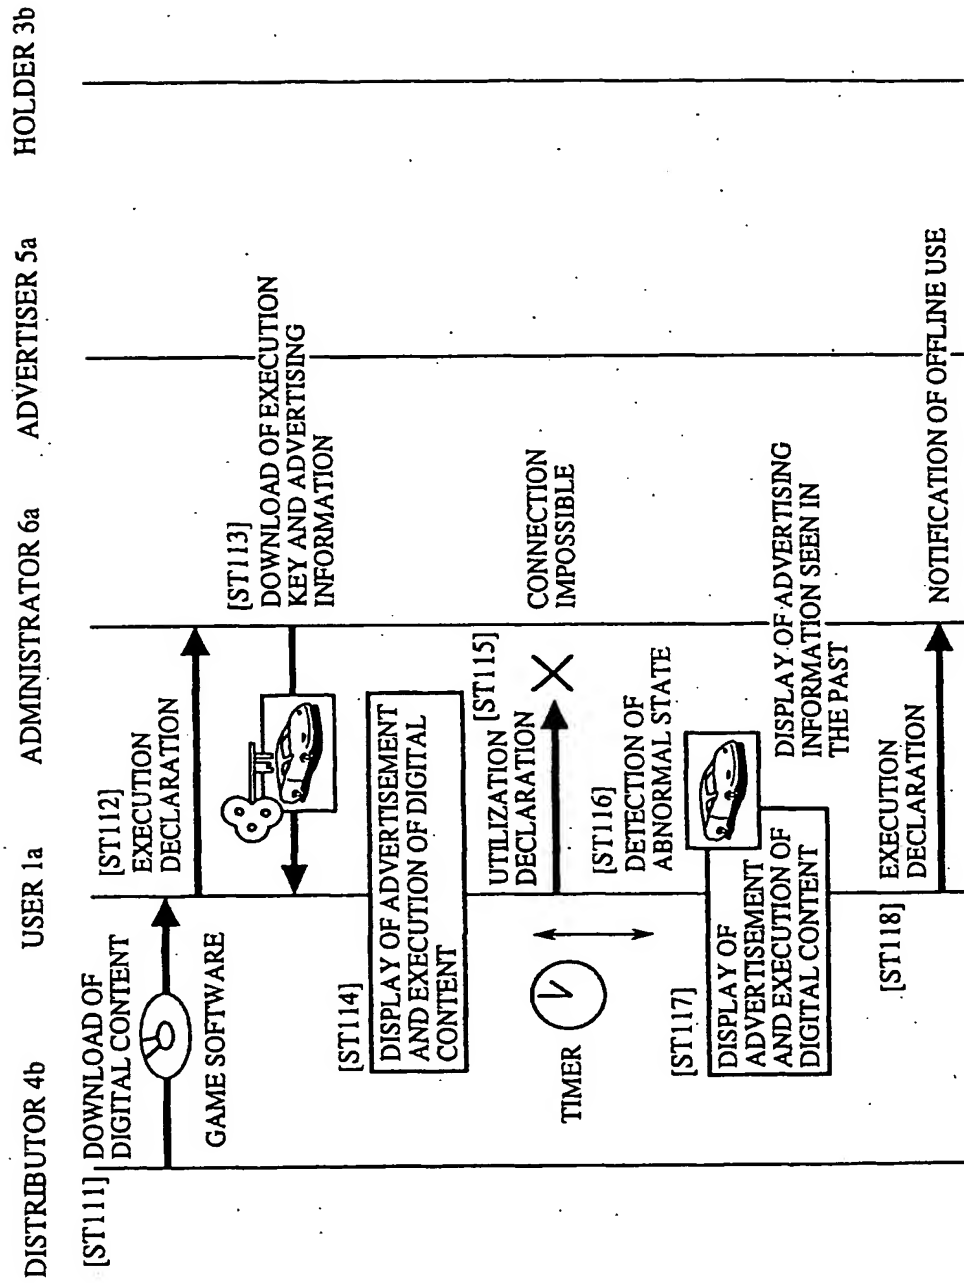 DISTRIBUTOR 4b
USER 1a
ADMINISTRATOR 6a
ADVERTISER 5a
HOLDER 3b
[ST111]
DOWNLOAD OF
DIGITAL CONTENT
GAME SOFTWARE
[ST112]
EXECUTION
DECLARATION
[ST113]
DOWNLOAD OF EXECUTION
KEY AND ADVERTISING
INFORMATION
[ST114]
DISPLAY OF ADVERTISEMENT
AND EXECUTION OF DIGITAL
CONTENT
[ST115]
UTILIZATION
DECLARATION
CONNECTION
IMPOSSIBLE
TIMER
[ST116]
DETECTION OF
ABNORMAL STATE
[ST117]
DISPLAY OF
ADVERTISEMENT
AND EXECUTION OF
DIGITAL CONTENT
DISPLAY OF ADVERTISING
INFORMATION SEEN IN
THE PAST
[ST118]
EXECUTION
DECLARATION
NOTIFICATION OF OFFLINE USE